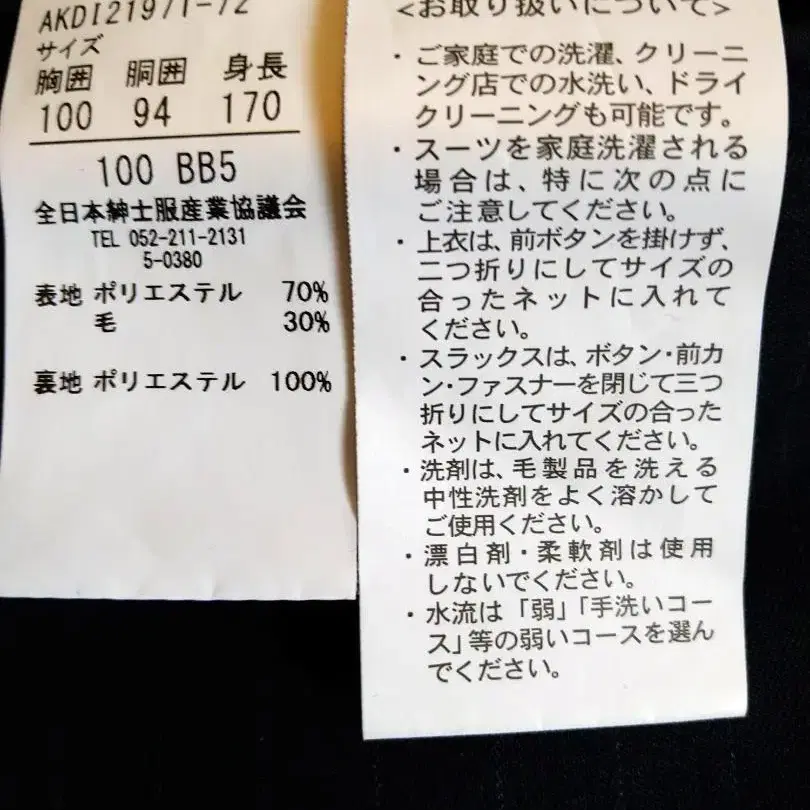 AKDI21971-72
サイズ
胸囲 胴囲 身長
100 94 170
100 BB5
全日本紳士服産業協議会
TEL 052-211-2131
5-0380
表地 ポリエステル 70%
毛 30%
裏地 ポリエステル 100%
<お取り扱いについて>
・ご家庭での洗濯、クリーニ
ング店での水洗い、ドライ
クリーニングも可能です。
・スーツを家庭洗濯される
場合は、特に次の点に
ご注意してください。
・上衣は、前ボタンを掛けず、
二つ折りにしてサイズの
合ったネットに入れて
ください。
・スラックスは、ボタン・前カ
ン・ファスナーを閉じて三つ
折りにしてサイズの合った
ネットに入れてください。
・洗剤は、毛製品を洗える
中性洗剤をよく溶かして
ご使用ください。
・漂白剤・柔軟剤は使用
しないでください。
・水流は「弱」「手洗いコー
ス」等の弱いコースを選ん
でください。